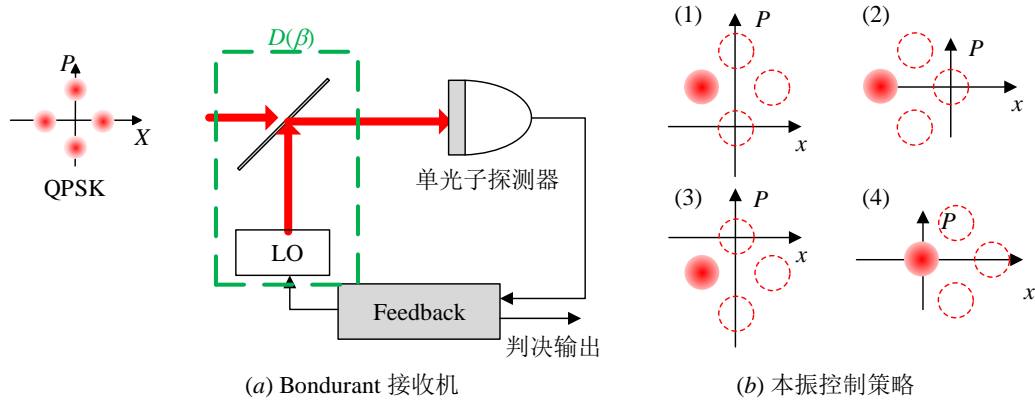 D(β)
P
X
QPSK
LO
单光子探测器
Feedback
判决输出
(a) Bondurant 接收机
(1)
P
x
(2)
P
x
(3)
P
x
(4)
P
x
(b) 本振控制策略